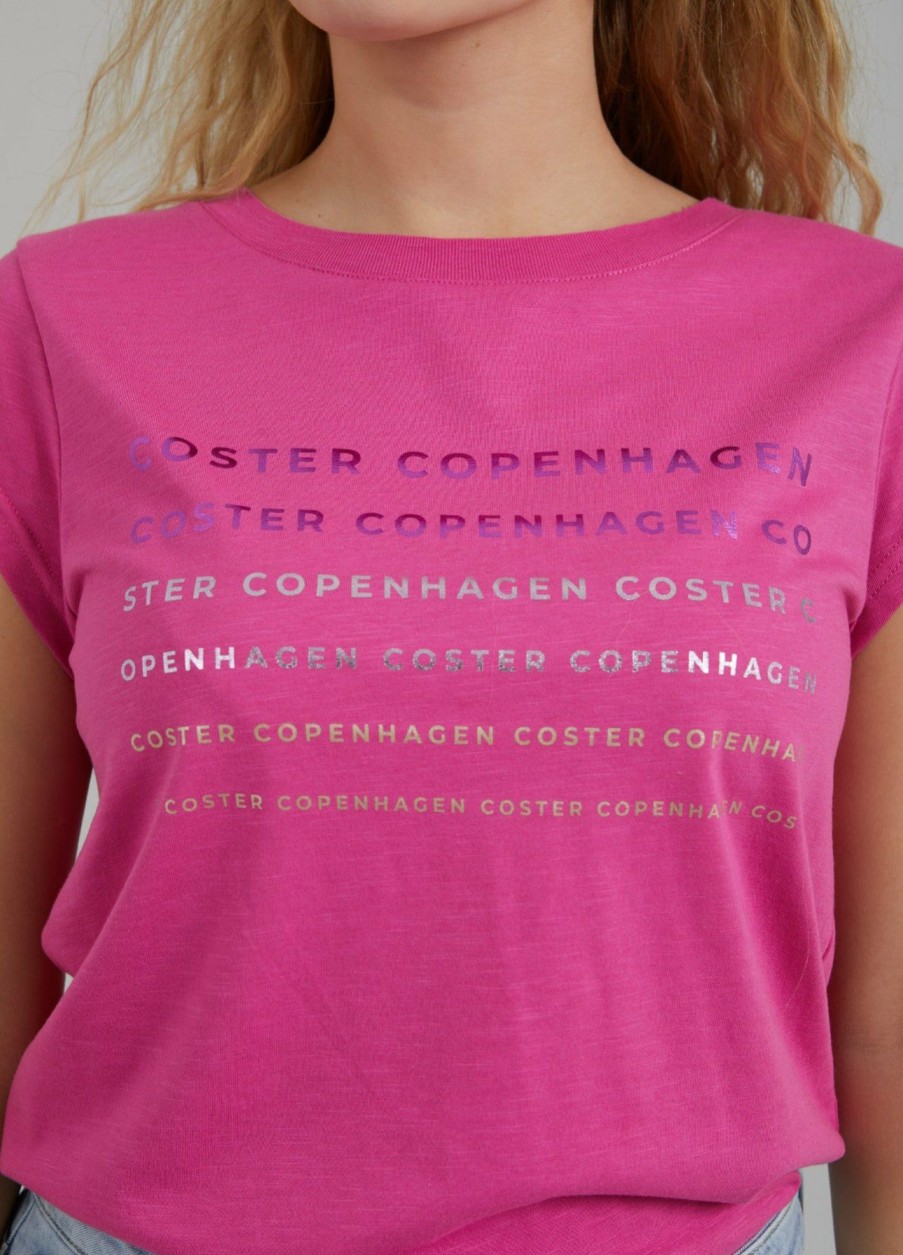 COSTER COPENHAGEN
COSTER COPENHAGEN CO
STER COPENHAGEN COSTER C
OPENHAGEN COSTER COPENHAGEN
COSTER COPENHAGEN COSTER COPENHA
COSTER COPENHAGEN COSTER COPENHAGEN COS